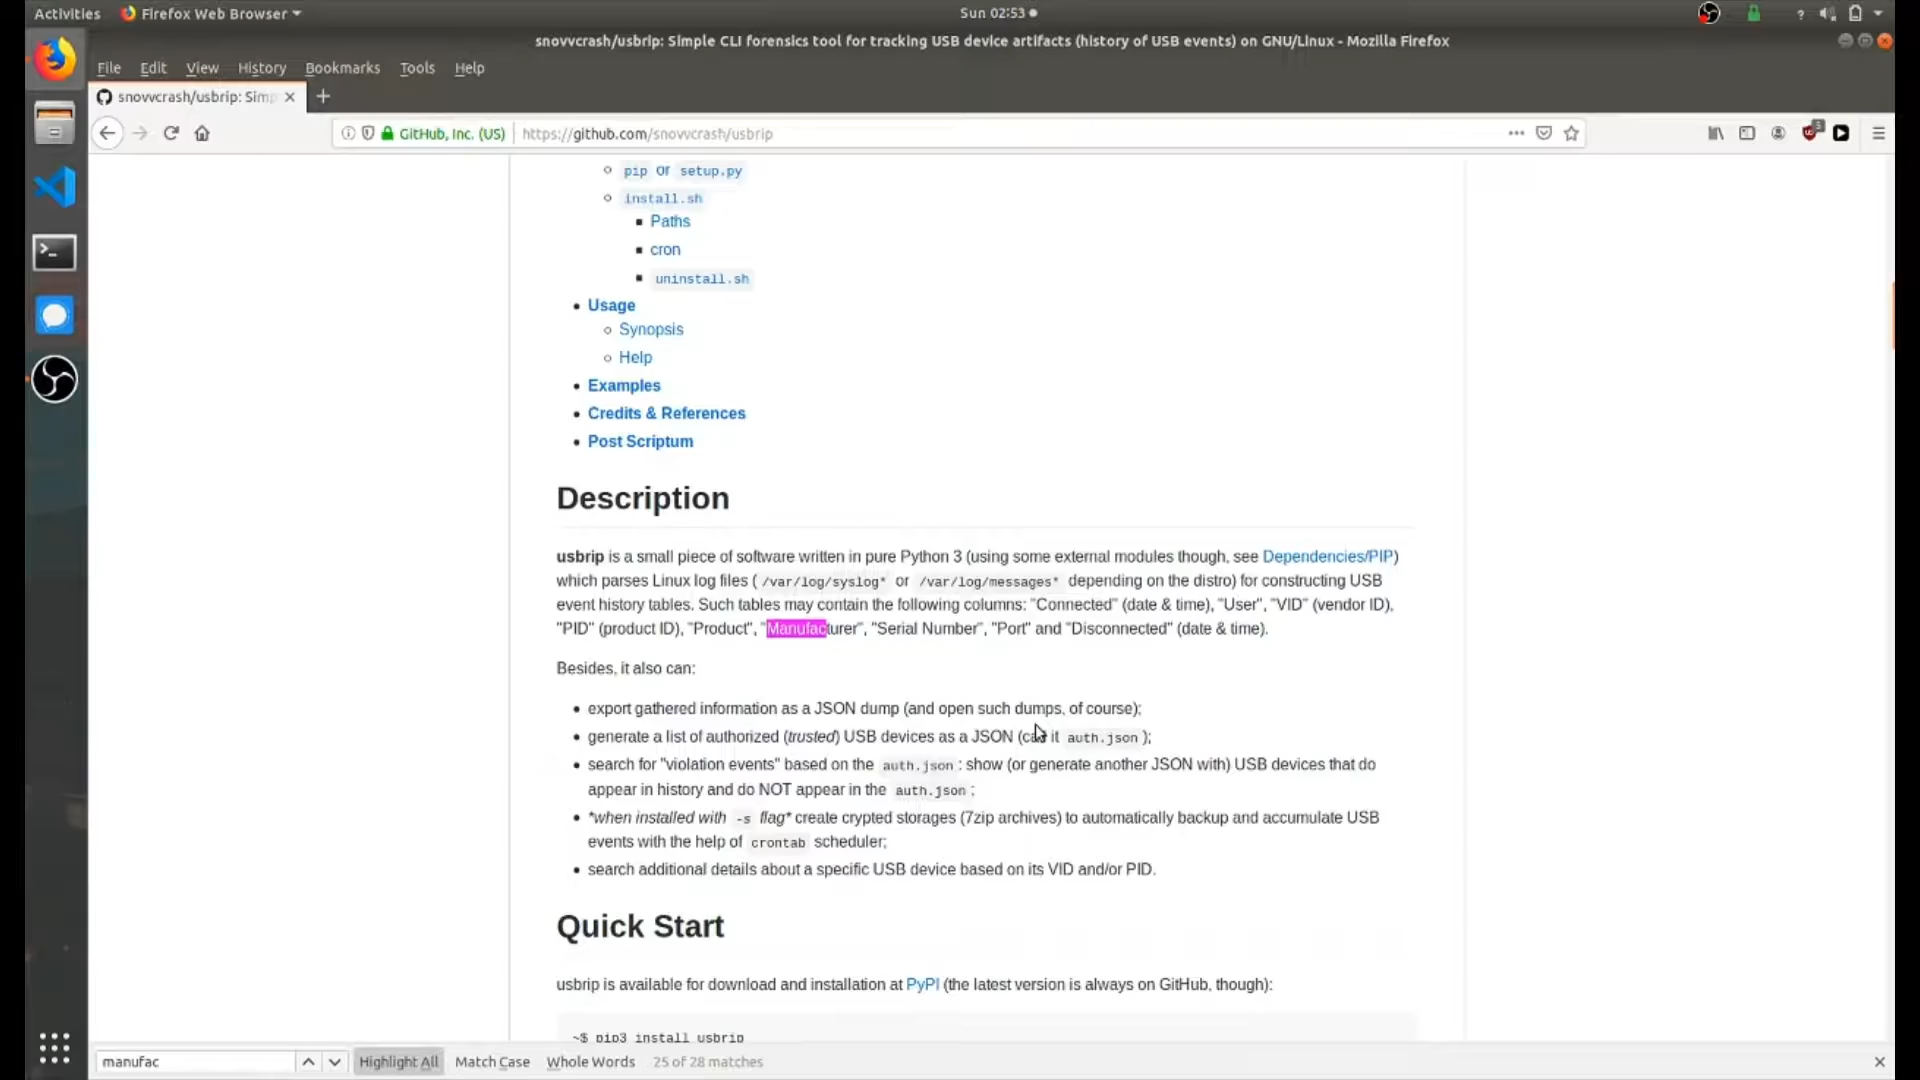 Activities Firefox Web Browser Sun 02:53
snovvcrash/usbrip: Simple CLI forensics tool for tracking USB device artifacts (history of USB events) on GNU/Linux - Mozilla Firefox
File Edit View History Bookmarks Tools Help
snovvcrash/usbrip: Simp
GitHub, Inc. (US) https://github.com/snovvcrash/usbrip
pip or setup.py
install.sh
Paths
cron
uninstall.sh
Usage
Synopsis
Help
Examples
Credits & References
Post Scriptum
Description
usbrip is a small piece of software written in pure Python 3 (using some external modules though, see Dependencies/PIP)
which parses Linux log files ( /var/log/syslog* or /var/log/messages* depending on the distro) for constructing USB
event history tables. Such tables may contain the following columns: "Connected" (date & time), "User", "VID" (vendor ID),
"PID" (product ID), "Product", "Manufacturer", "Serial Number", "Port" and "Disconnected" (date & time).
Besides, it also can:
export gathered information as a JSON dump (and open such dumps, of course);
generate a list of authorized (trusted) USB devices as a JSON (call it auth.json );
search for "violation events" based on the auth.json : show (or generate another JSON with) USB devices that do
appear in history and do NOT appear in the auth.json ;
*when installed with -s flag* create crypted storages (7zip archives) to automatically backup and accumulate USB
events with the help of crontab scheduler;
search additional details about a specific USB device based on its VID and/or PID.
Quick Start
usbrip is available for download and installation at PyPI (the latest version is always on GitHub, though):
~$ pip3 install usbrip
manufac Highlight All Match Case Whole Words 25 of 28 matches